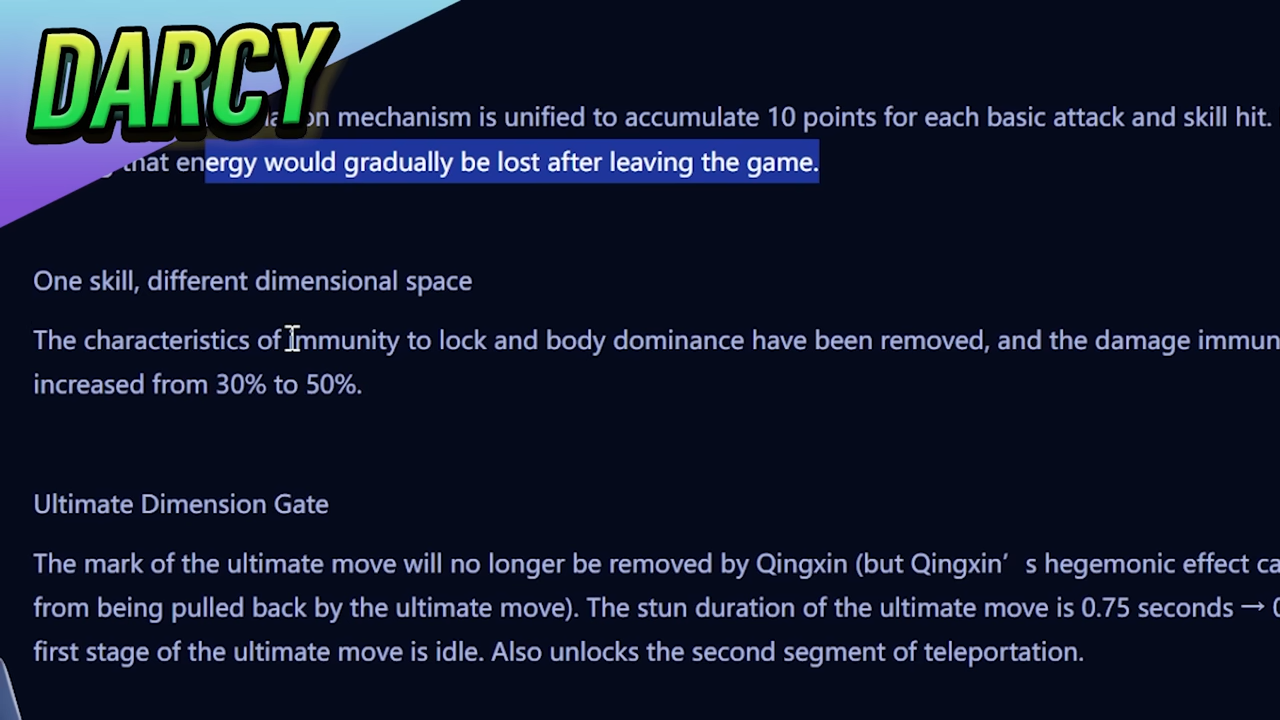 DARCY
on mechanism is unified to accumulate 10 points for each basic attack and skill hit.
that energy would gradually be lost after leaving the game.
One skill, different dimensional space
The characteristics of immunity to lock and body dominance have been removed, and the damage
increased from 30% to 50%.
Ultimate Dimension Gate
The mark of the ultimate move will no longer be removed by Qingxin (but Qingxin’ s hegemonic effect
from being pulled back by the ultimate move). The stun duration of the ultimate move is 0.75 seconds →
first stage of the ultimate move is idle. Also unlocks the second segment of teleportation.